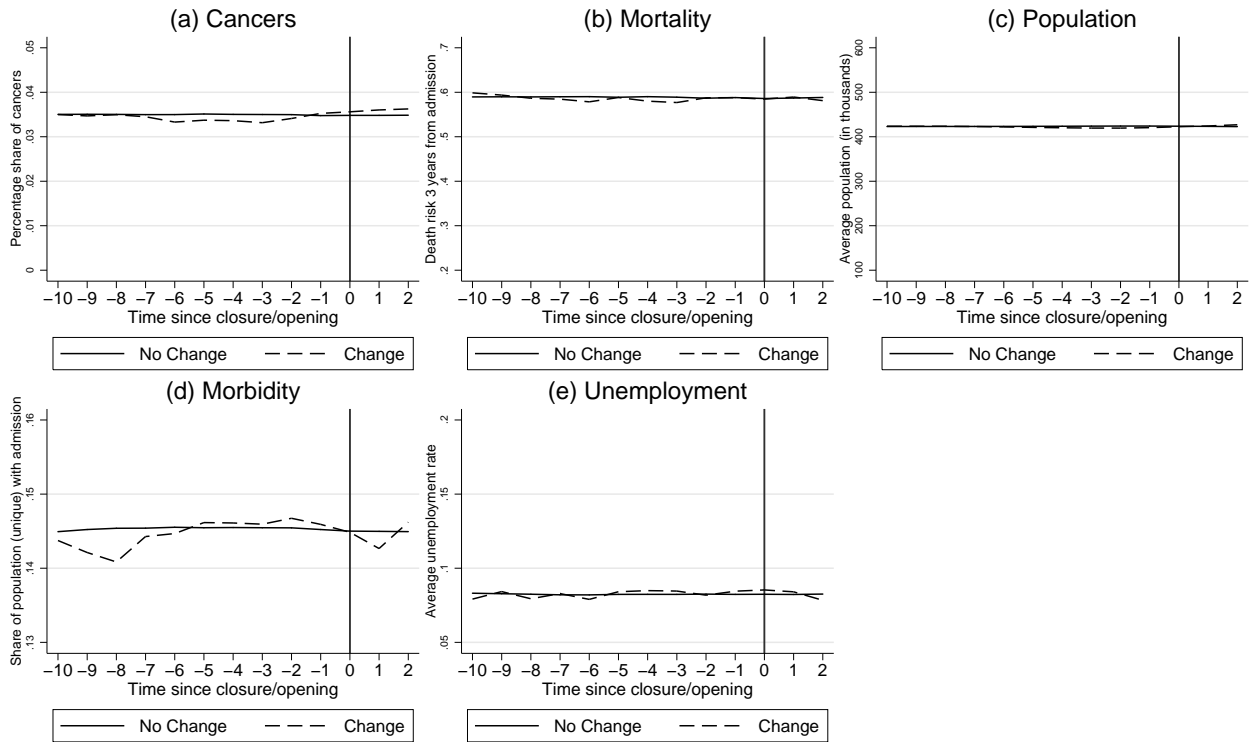 (a) Cancers
Percentage share of cancers
.05
.04
.03
.02
.01
0
−10 −9 −8 −7 −6 −5 −4 −3 −2 −1 0 1 2
Time since closure/opening
No Change Change
(b) Mortality
Death risk 3 years from admission
.7
.6
.5
.4
.3
.2
−10 −9 −8 −7 −6 −5 −4 −3 −2 −1 0 1 2
Time since closure/opening
No Change Change
(c) Population
Average population (in thousands)
600
500
400
300
200
100
−10 −9 −8 −7 −6 −5 −4 −3 −2 −1 0 1 2
Time since closure/opening
No Change Change
(d) Morbidity
Share of population (unique) with admission
.16
.15
.14
.13
−10 −9 −8 −7 −6 −5 −4 −3 −2 −1 0 1 2
Time since closure/opening
No Change Change
(e) Unemployment
Average unemployment rate
.2
.15
.1
.05
−10 −9 −8 −7 −6 −5 −4 −3 −2 −1 0 1 2
Time since closure/opening
No Change Change